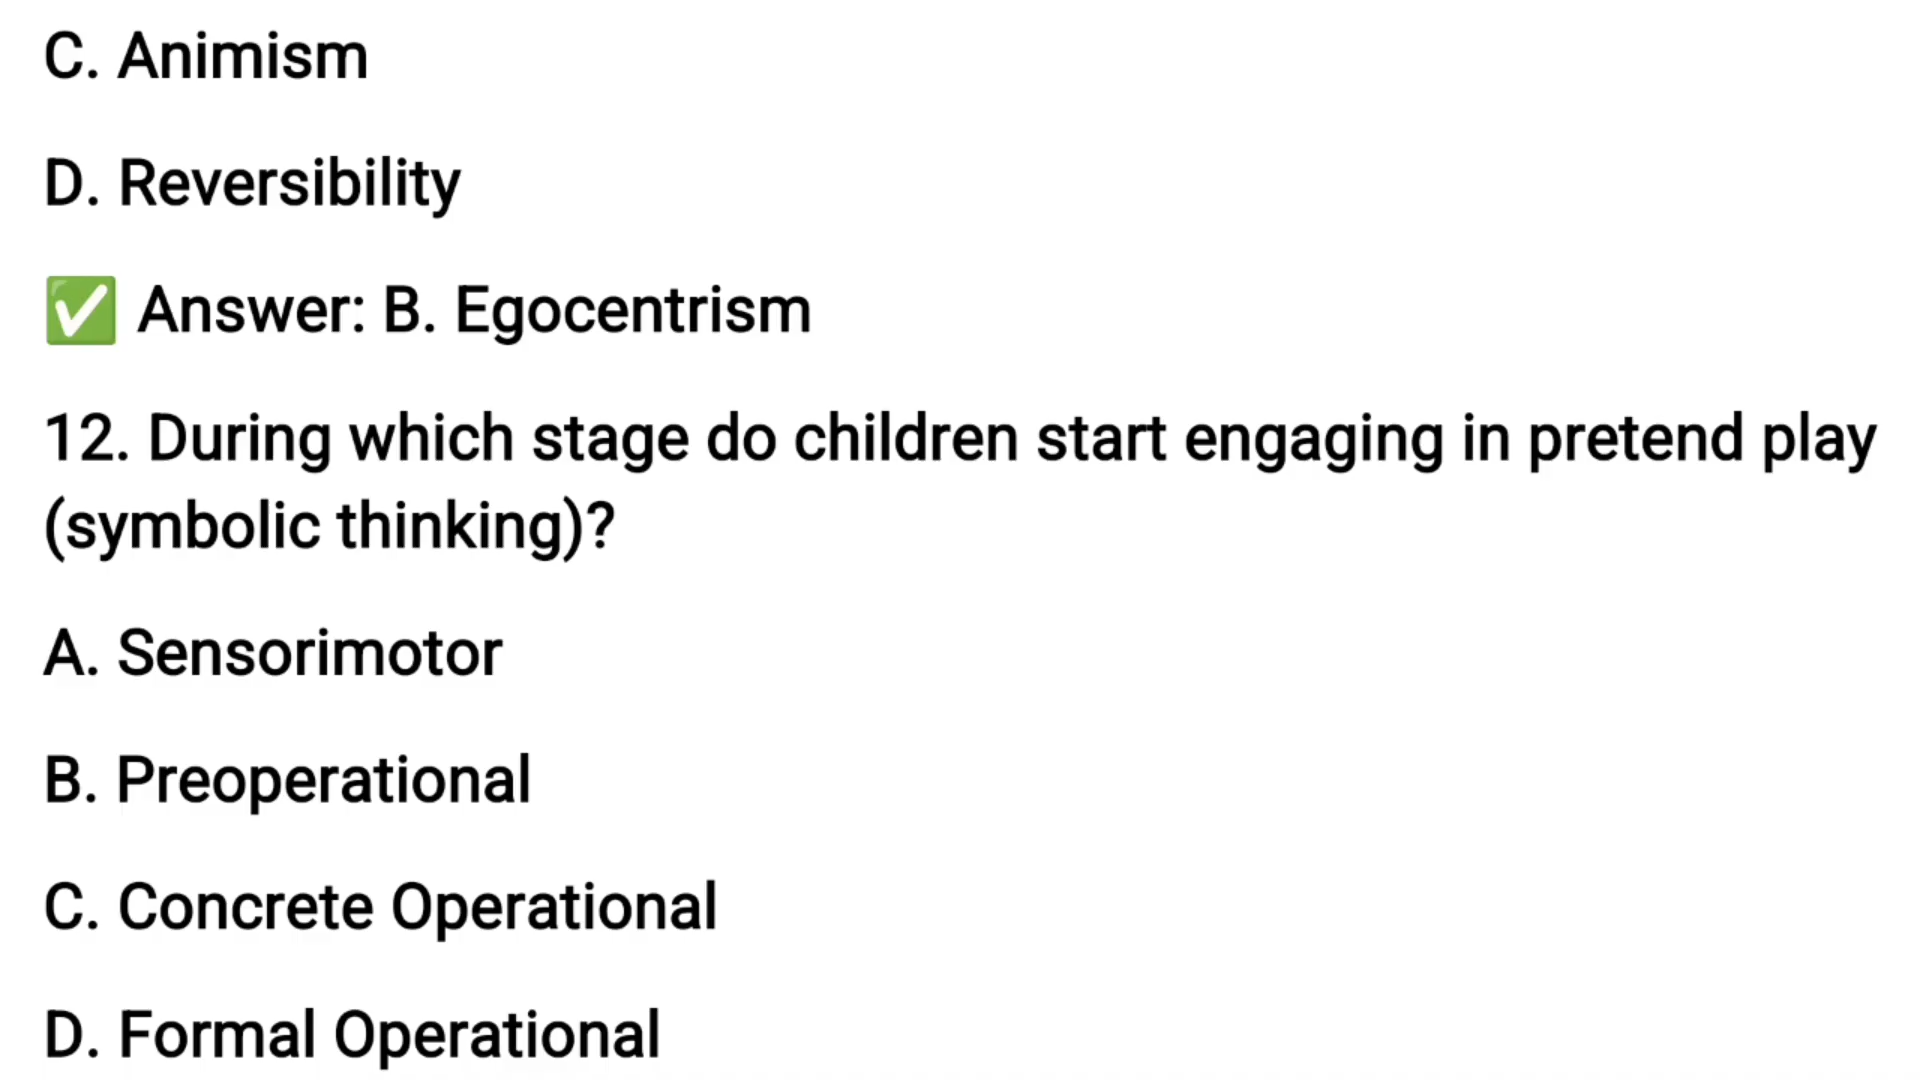 C. Animism
D. Reversibility
✅ Answer: B. Egocentrism
12. During which stage do children start engaging in pretend play
(symbolic thinking)?
A. Sensorimotor
B. Preoperational
C. Concrete Operational
D. Formal Operational